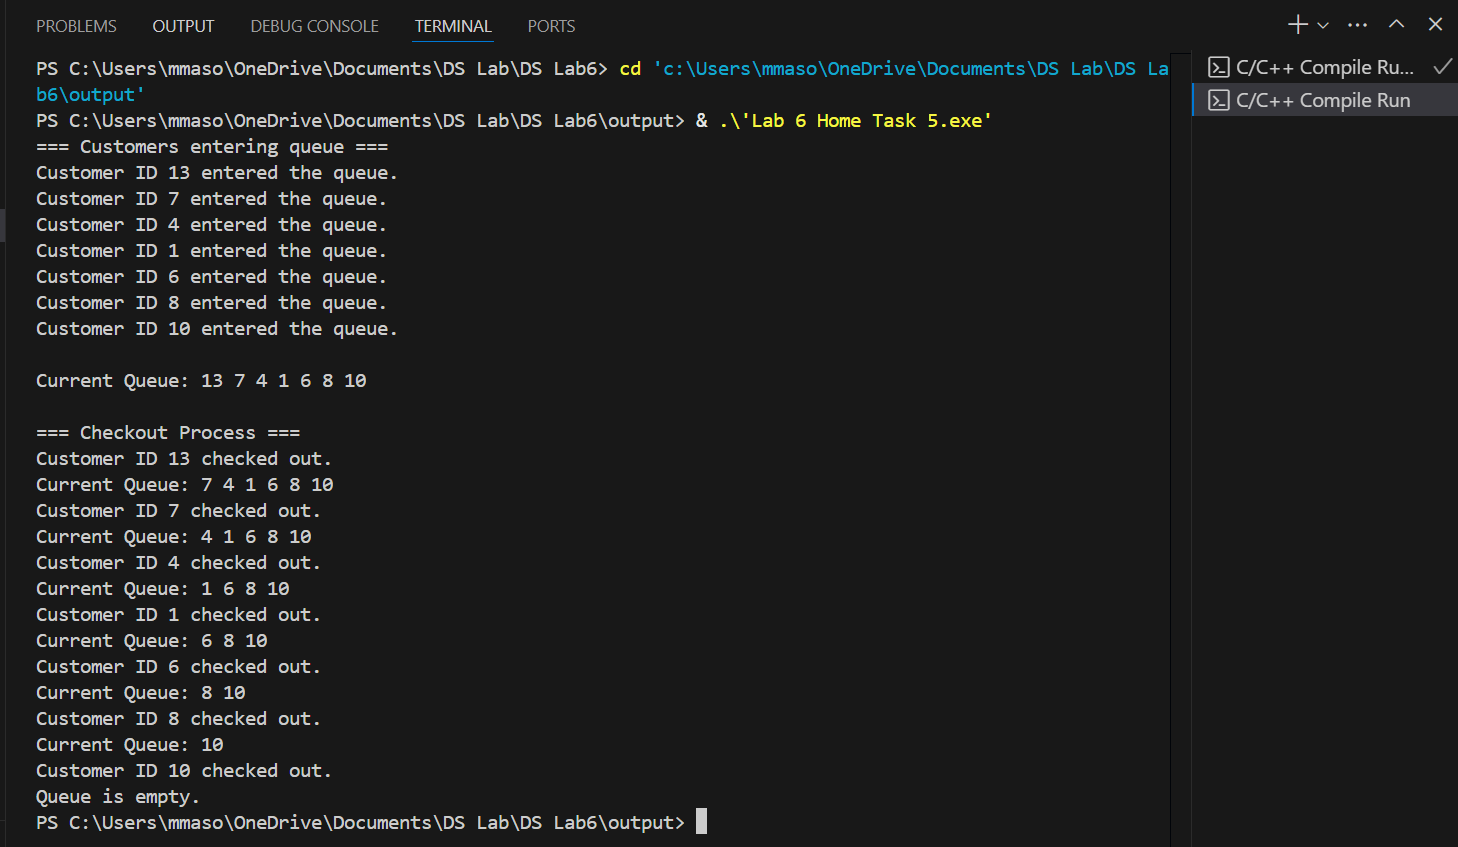 PROBLEMS OUTPUT DEBUG CONSOLE TERMINAL PORTS
PS C:\Users\mmaso\OneDrive\Documents\DS Lab\DS Lab6> cd 'c:\Users\mmaso\OneDrive\Documents\DS Lab\DS La
b6\output'
PS C:\Users\mmaso\OneDrive\Documents\DS Lab\DS Lab6\output> & .\'Lab 6 Home Task 5.exe'
=== Customers entering queue ===
Customer ID 13 entered the queue.
Customer ID 7 entered the queue.
Customer ID 4 entered the queue.
Customer ID 1 entered the queue.
Customer ID 6 entered the queue.
Customer ID 8 entered the queue.
Customer ID 10 entered the queue.
Current Queue: 13 7 4 1 6 8 10
=== Checkout Process ===
Customer ID 13 checked out.
Current Queue: 7 4 1 6 8 10
Customer ID 7 checked out.
Current Queue: 4 1 6 8 10
Customer ID 4 checked out.
Current Queue: 1 6 8 10
Customer ID 1 checked out.
Current Queue: 6 8 10
Customer ID 6 checked out.
Current Queue: 8 10
Customer ID 8 checked out.
Current Queue: 10
Customer ID 10 checked out.
Queue is empty.
PS C:\Users\mmaso\OneDrive\Documents\DS Lab\DS Lab6\output>
C/C++ Compile Ru...
C/C++ Compile Run